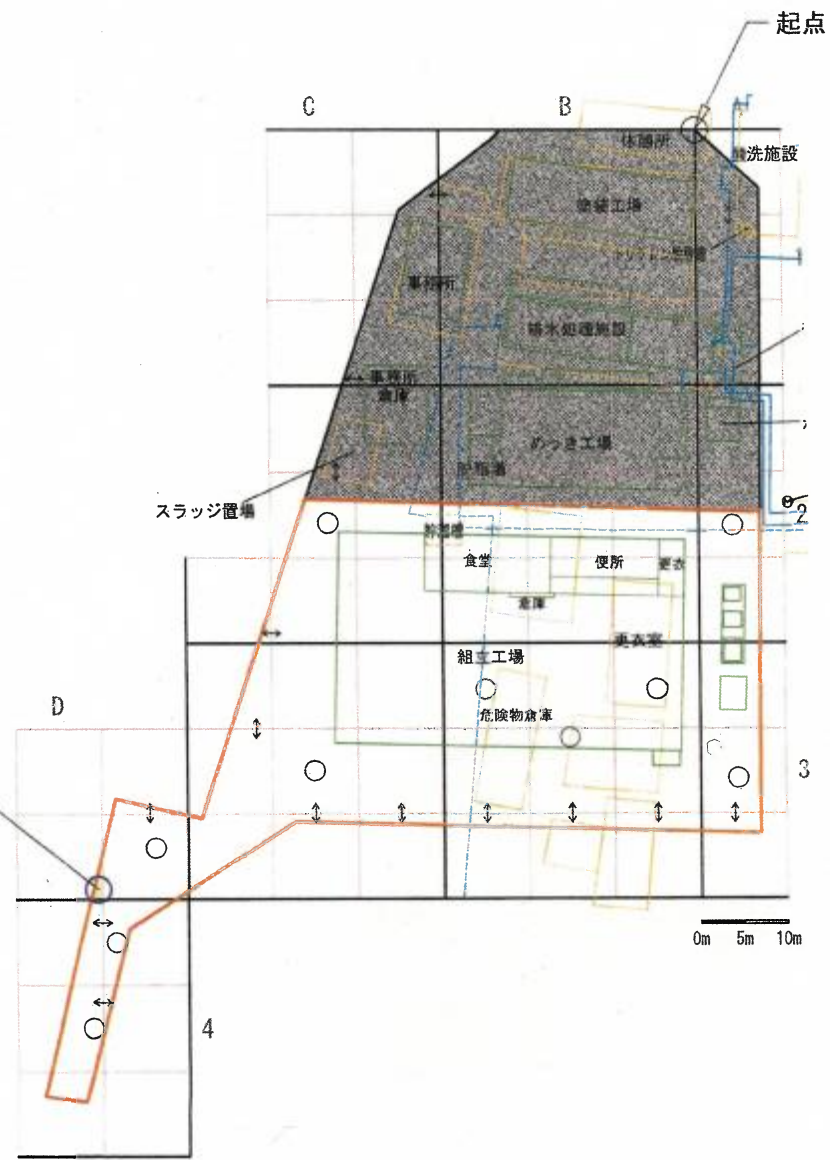 起点
C
B
休憩所
洗施設
塗装工場
事務所
排水処理施設
事務所
倉庫
めっき工場
スラッジ置場
2
食堂
便所
更衣
倉庫
更衣室
組立工場
危険物倉庫
D
3
0m 5m 10m
4